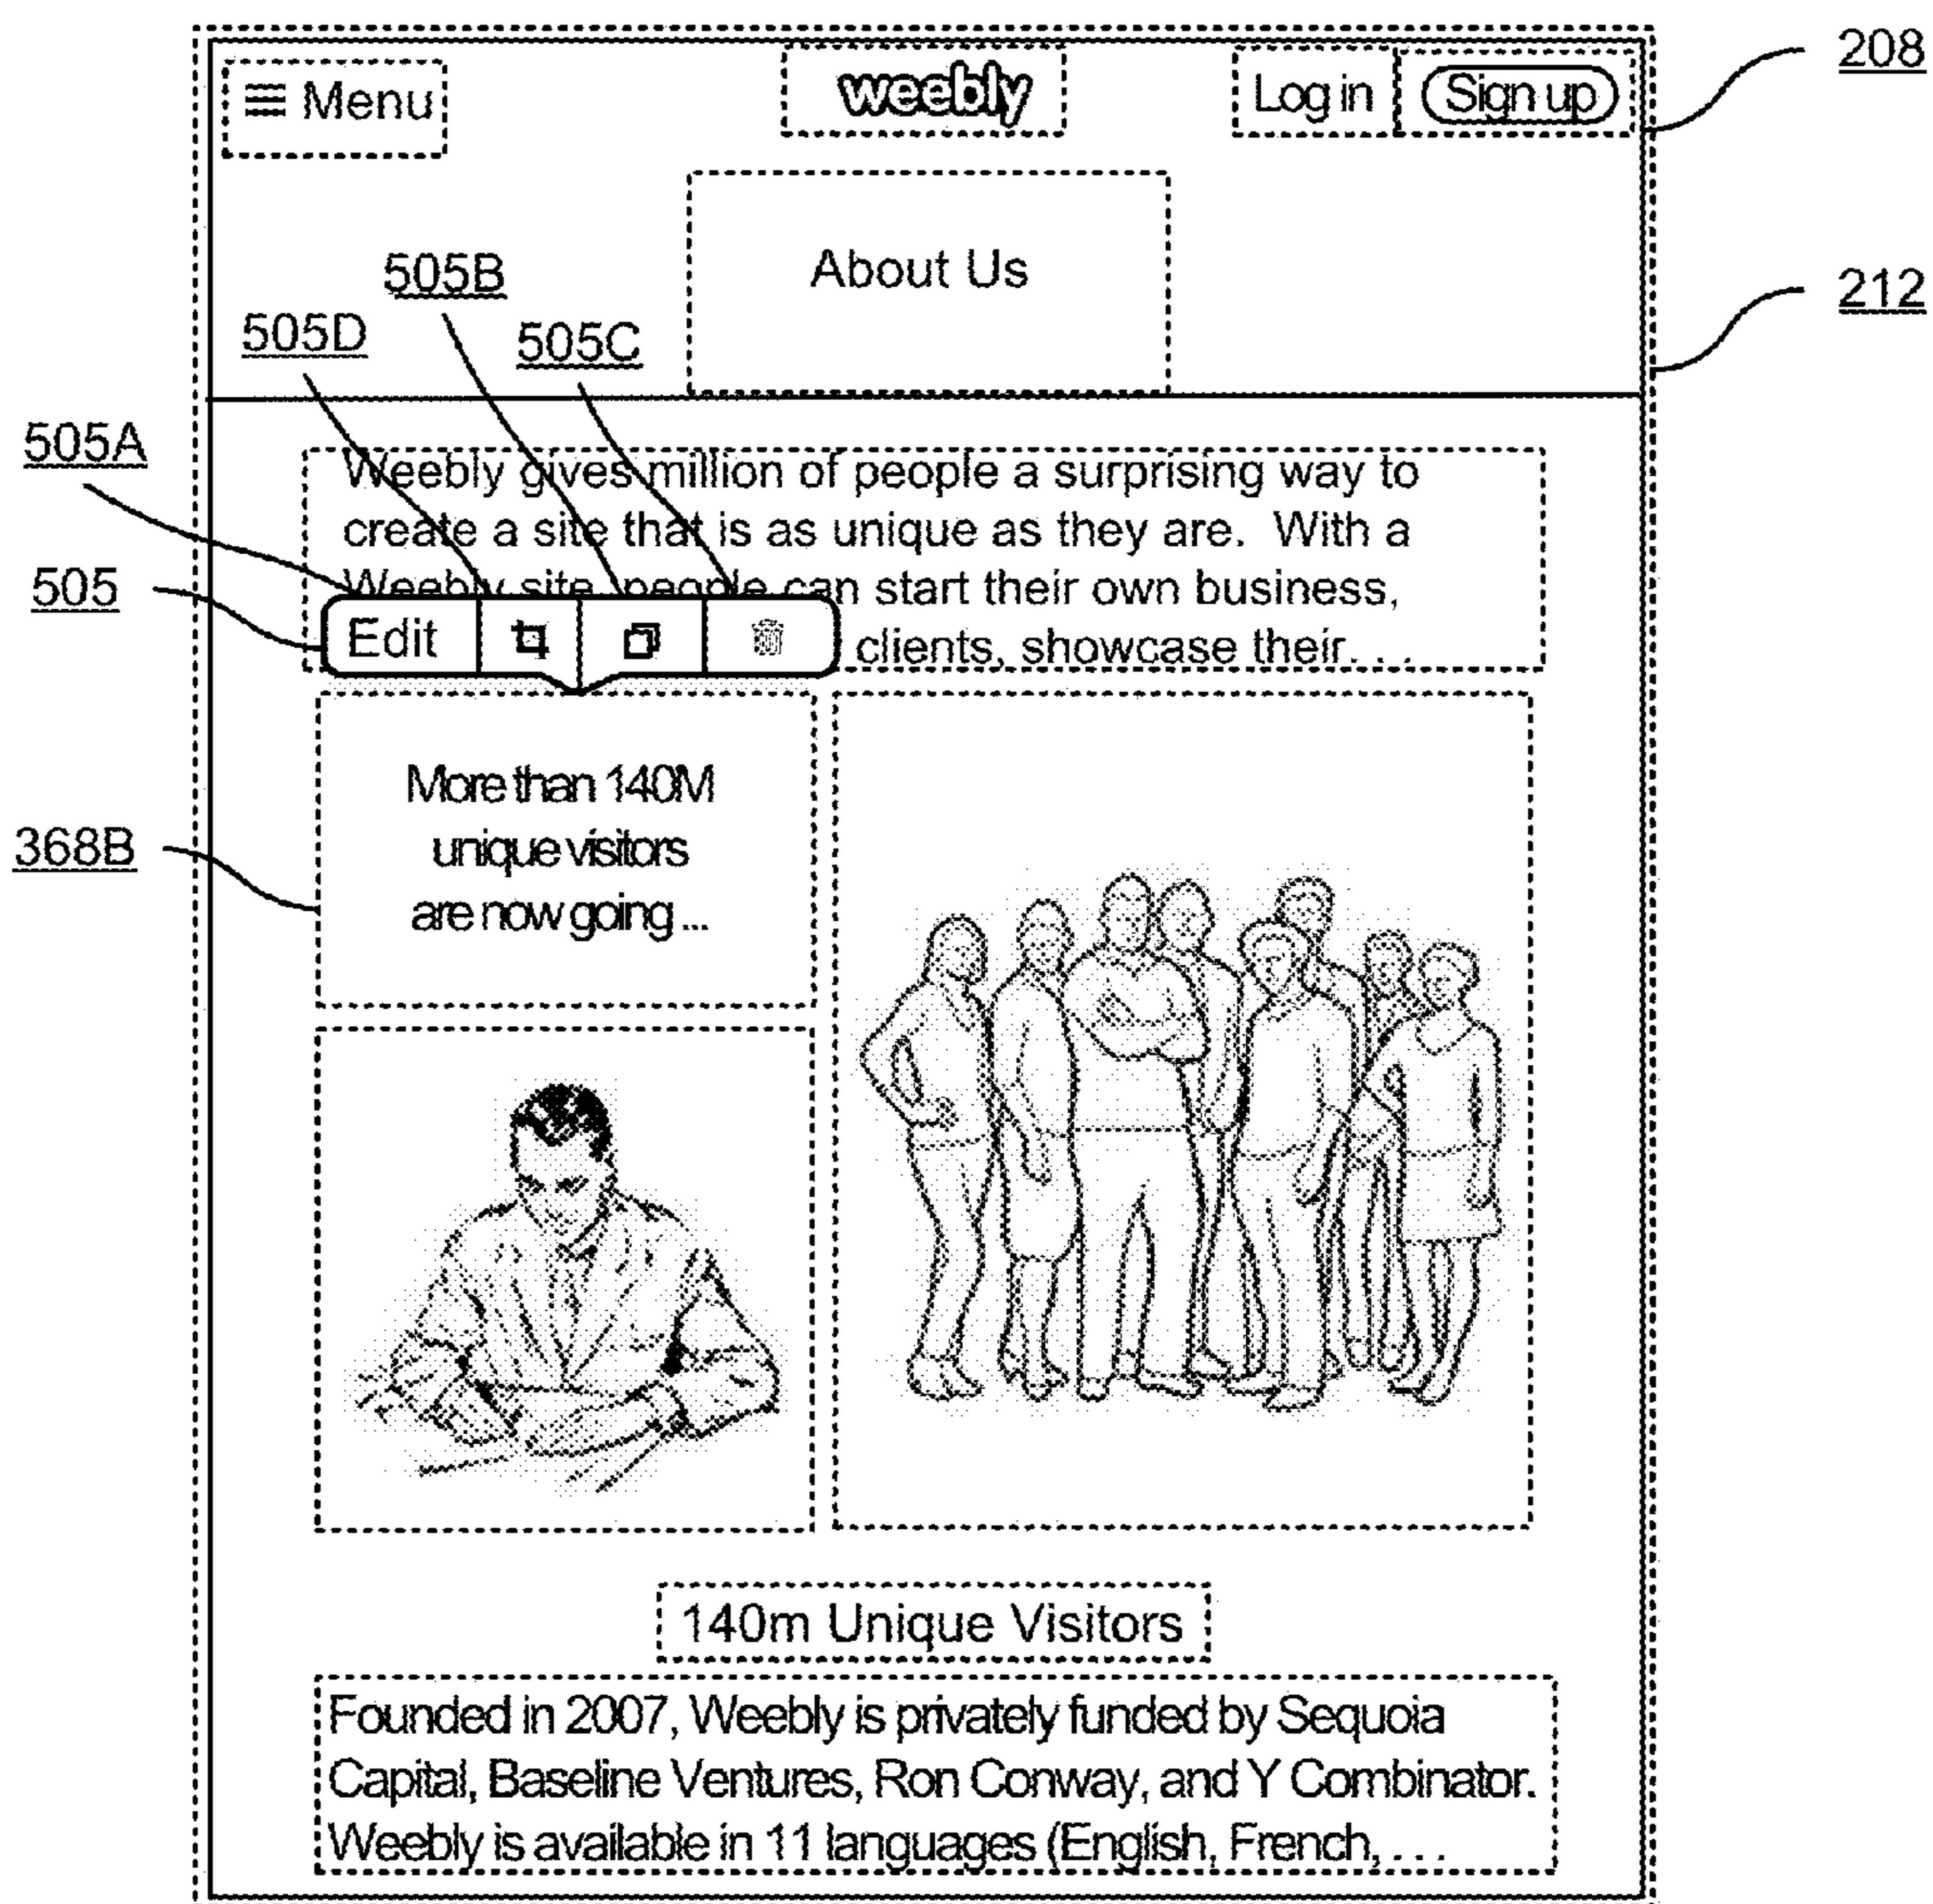 208
Menu
weebly
Log in
Sign up
About Us
212
505B
505D
505C
505A
Weebly gives million of people a surprising way to
create a site that is as unique as they are. With a
Weebly site, people can start their own business,
505
Edit
clients, showcase their. . .
More than 140M
unique visitors
are now going ...
368B
140m Unique Visitors
Founded in 2007, Weebly is privately funded by Sequoia
Capital, Baseline Ventures, Ron Conway, and Y Combinator.
Weebly is available in 11 languages (English, French, . . .